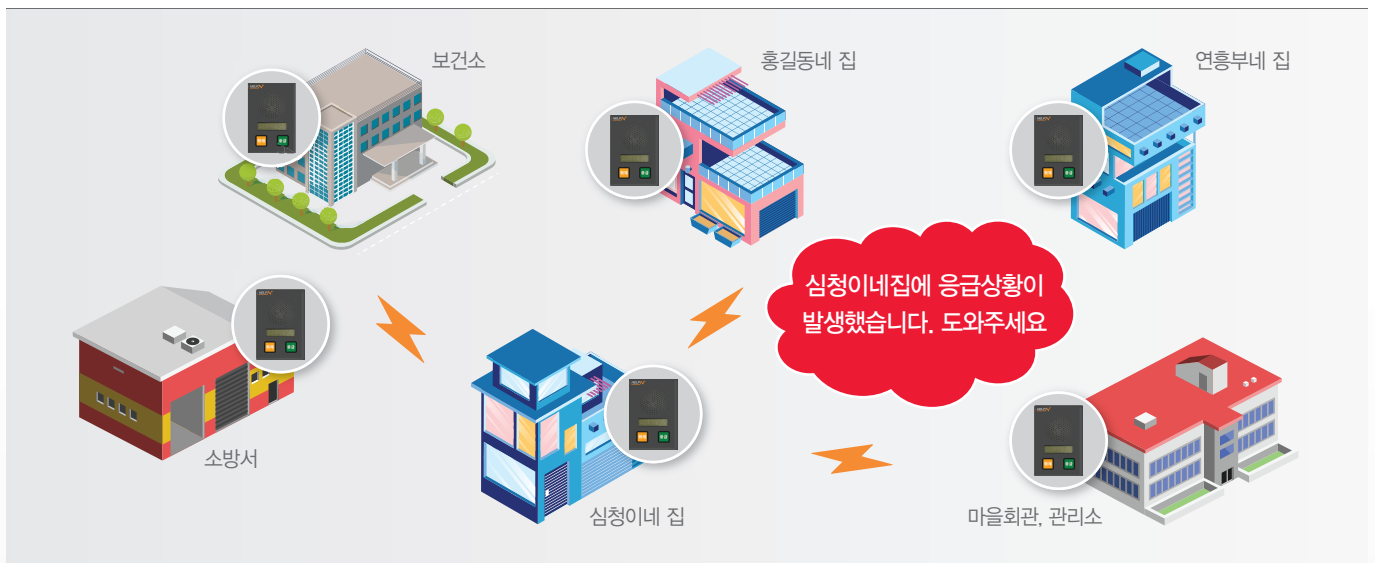 보건소
홍길동네 집
연흥부네 집
심청이네집에 응급상황이
발생했습니다. 도와주세요
소방서
심청이네 집
마을회관, 관리소